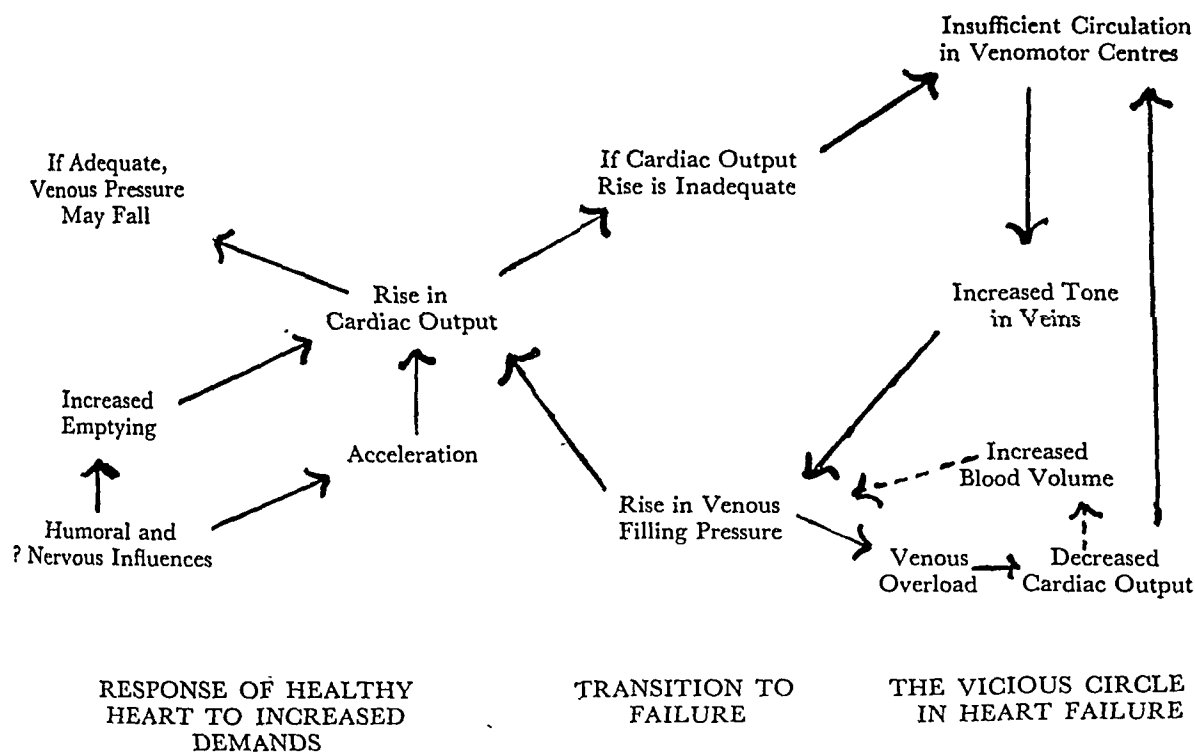 Insufficient Circulation
in Venomotor Centres
If Adequate,
Venous Pressure
May Fall
If Cardiac Output
Rise is Inadequate
Rise in
Cardiac Output
Increased Tone
in Veins
Increased
Emptying
Acceleration
Increased
Blood Volume
Humoral and
? Nervous Influences
Rise in Venous
Filling Pressure
Venous
Overload
Decreased
Cardiac Output
RESPONSE OF HEALTHY
HEART TO INCREASED
DEMANDS
TRANSITION TO
FAILURE
THE VICIOUS CIRCLE
IN HEART FAILURE